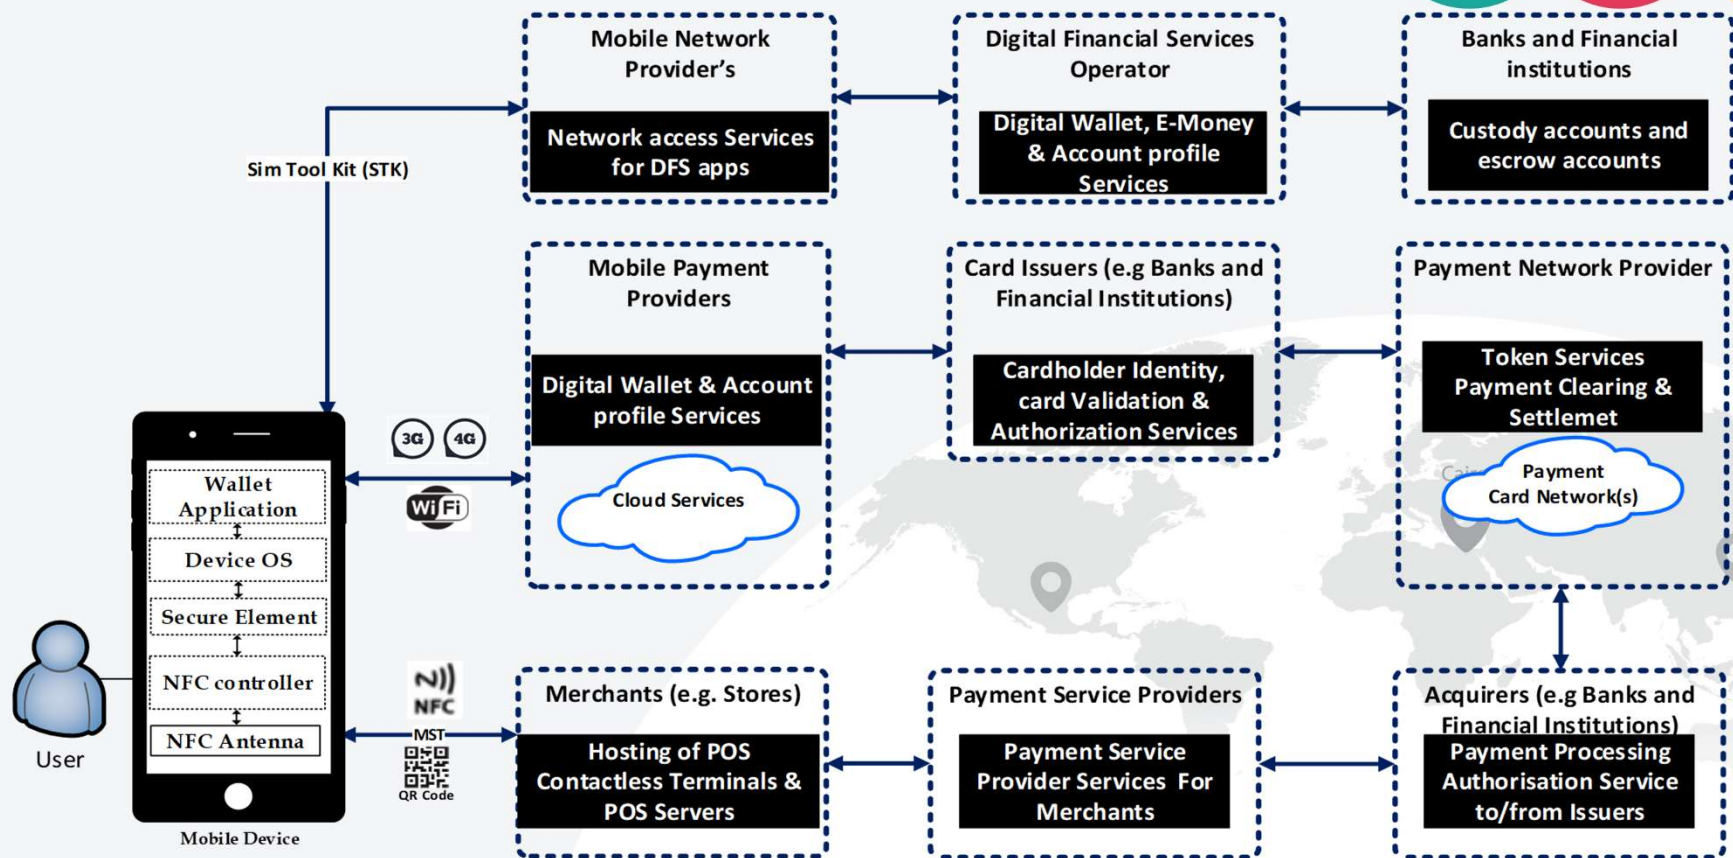 Mobile Network
Provider's
Network access Services
for DFS apps
Digital Financial Services
Operator
Digital Wallet, E-Money
& Account profile
Services
Banks and Financial
institutions
Custody accounts and
escrow accounts
Sim Tool Kit (STK)
Mobile Payment
Providers
Digital Wallet & Account
profile Services
Cloud Services
Card Issuers (e.g Banks and
Financial Institutions)
Cardholder Identity,
card Validation &
Authorization Services
Payment Network Provider
Token Services
Payment Clearing &
Settlemet
Payment
Card Network(s)
3G 4G
WiFi
Wallet
Application
Device OS
Secure Element
NFC controller
NFC Antenna
User
Mobile Device
NFC
MST
QR Code
Merchants (e.g. Stores)
Hosting of POS
Contactless Terminals &
POS Servers
Payment Service Providers
Payment Service
Provider Services For
Merchants
Acquirers (e.g Banks and
Financial Institutions)
Payment Processing
Authorisation Service
to/from Issuers